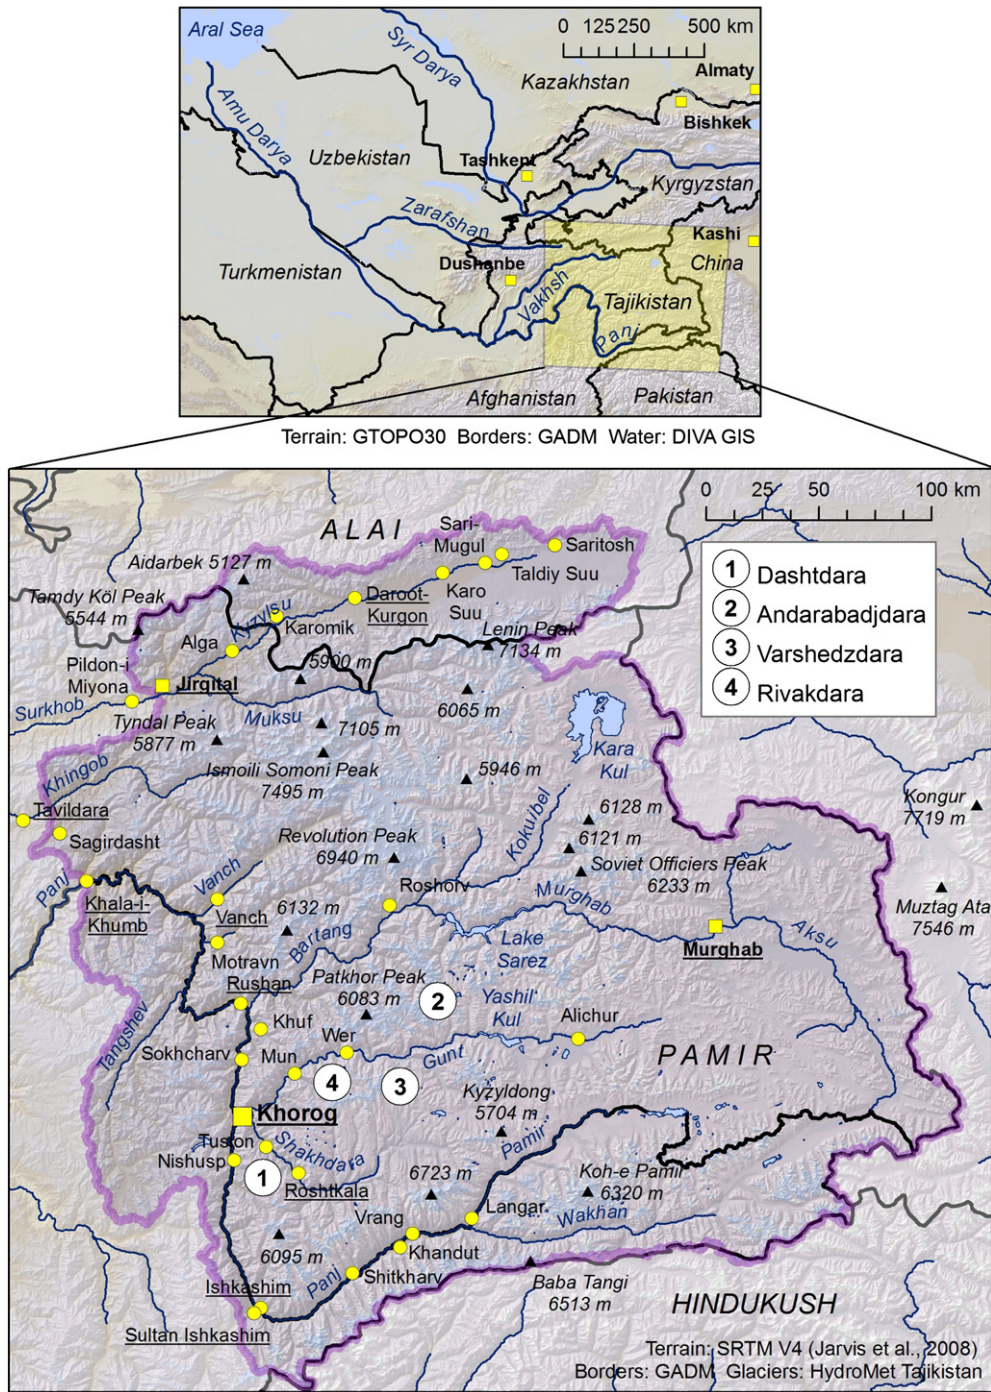 Aral Sea
0 125 250 500 km
Syr Darya
Kazakhstan
Almaty
Bishkek
Amu Darya
Uzbekistan
Tashkent
Kyrgyzstan
Zarafshan
Kashi
China
Dushanbe
Turkmenistan
Vakhsh
Tajikistan
Panj
Afghanistan
Pakistan
Terrain: GTOPO30 Borders: GADM Water: DIVA GIS
0 25 50 100 km
ALAI
Sari-
Mugul
Saritosh
Taldiy Suu
Karo
Suu
Aidarbek 5127 m
Tamdy Köl Peak
5544 m
Daroot-
Kurgon
Kyzylsu
Karomik
Lenin Peak
7134 m
1 Dashtdara
2 Andarabadjdara
3 Varshedzdara
4 Rivakdara
Alga
Pildon-i
Miyona
Jirqital
5900 m
6065 m
Surkhob
Muksu
7105 m
Tyndal Peak
5877 m
Ismoili Somoni Peak
7495 m
Kara
Kul
5946 m
Khingob
Kongur
7719 m
Tavildara
Sagirdasht
6128 m
6121 m
Kokuibel
Revolution Peak
6940 m
Soviet Officiers Peak
6233 m
Muztag Ata
7546 m
Panj
Khala-i-
Khumb
Vanch
Vanch
Roshorv
Murghab
6132 m
Bartang
Murghab
Aksu
Lake
Sarez
Motravn
Rushan
Patkhor Peak
6083 m
2
Yashil
Kul
Tangshev
Khuf
Alichur
Wer
Gunt
Sokhcharv
Mun
4
3
PAMIR
Kyzyldong
5704 m
Khorog
Pamir
Tusion
Nishusp
Shakhdara
1
Roshtkala
6723 m
Koh-e Pamir
6320 m
Langar
Wakhan
Vrang
6095 m
Khandut
Panj
Shitkharv
Baba Tangi
6513 m
Ishkashim
Sultan Ishkashim
HINDUKUSH
Terrain: SRTM V4 (Jarvis et al., 2008)
Borders: GADM Glaciers: HydroMet Tajikistan